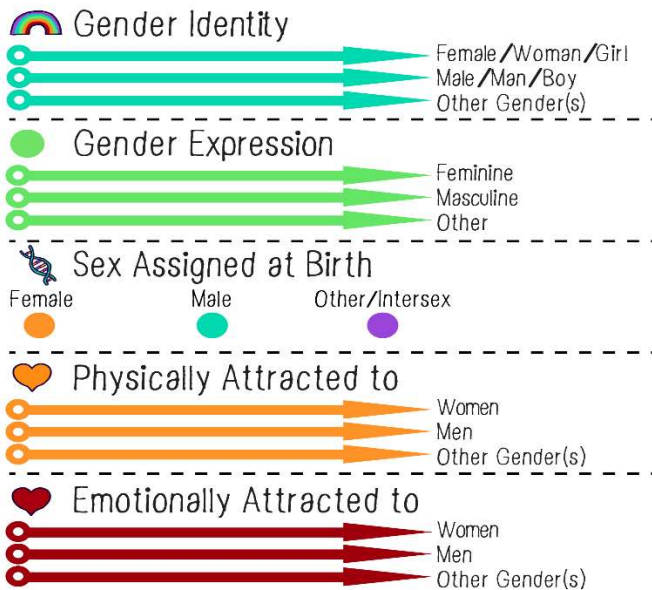 Gender Identity
Female/Woman/Girl
Male/Man/Boy
Other Gender(s)
Gender Expression
Feminine
Masculine
Other
Sex Assigned at Birth
Female Male Other/Intersex
Physically Attracted to
Women
Men
Other Gender(s)
Emotionally Attracted to
Women
Men
Other Gender(s)